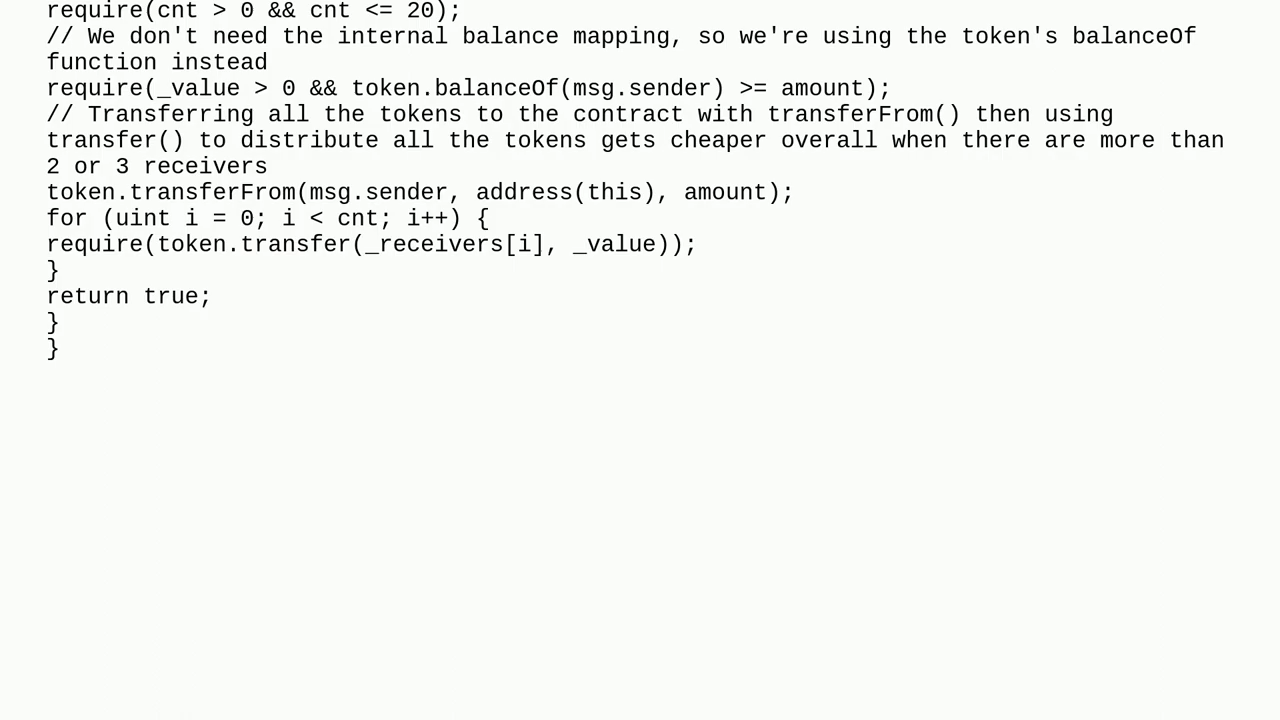 require(cnt > 0 && cnt <= 20);
// We don't need the internal balance mapping, so we're using the token's balanceOf
function instead
require(_value > 0 && token.balanceOf(msg.sender) >= amount);
// Transferring all the tokens to the contract with transferFrom() then using
transfer() to distribute all the tokens gets cheaper overall when there are more than
2 or 3 receivers
token.transferFrom(msg.sender, address(this), amount);
for (uint i = 0; i < cnt; i++) {
require(token.transfer(_receivers[i], _value));
}
return true;
}
}